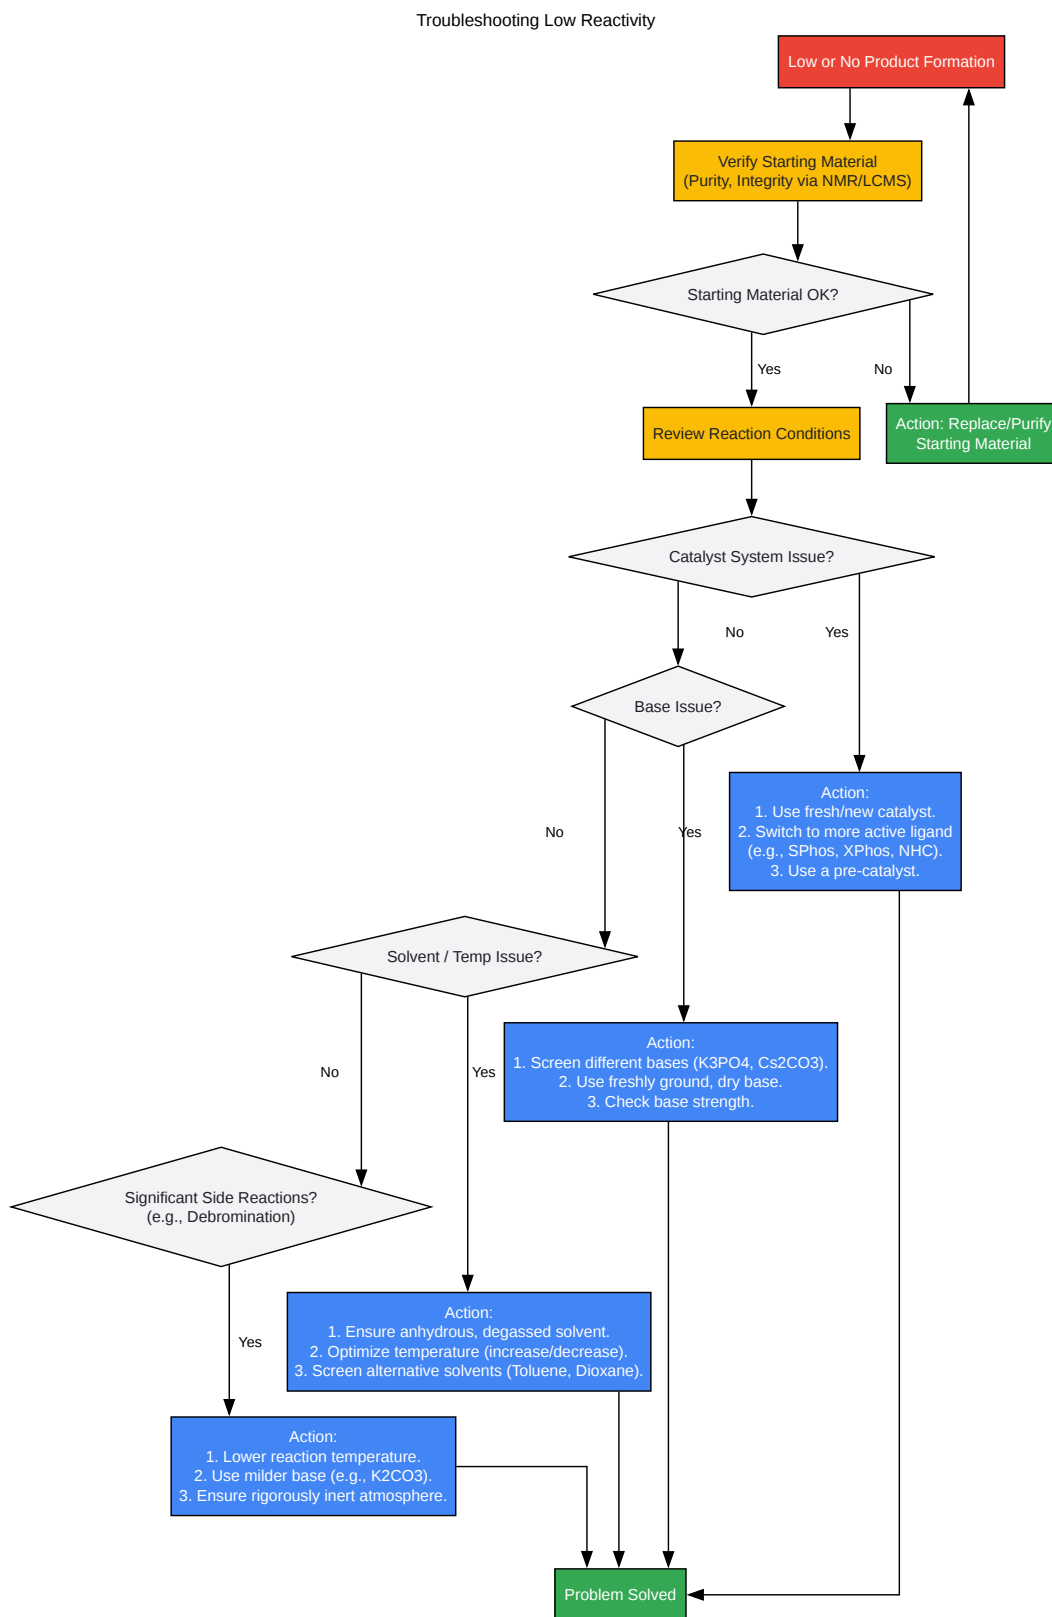 Troubleshooting Low Reactivity
Low or No Product Formation
Verify Starting Material
(Purity, Integrity via NMR/LCMS)
Starting Material OK?
Yes
No
Review Reaction Conditions
Action: Replace/Purify
Starting Material
Catalyst System Issue?
No
Yes
Base Issue?
Action:
1. Use fresh/new catalyst.
2. Switch to more active ligand
(e.g., SPhos, XPhos, NHC).
3. Use a pre-catalyst.
No
Yes
Solvent / Temp Issue?
Action:
1. Screen different bases (K3PO4, Cs2CO3).
2. Use freshly ground, dry base.
3. Check base strength.
No
Yes
Significant Side Reactions?
(e.g., Debromination)
Action:
1. Ensure anhydrous, degassed solvent.
2. Optimize temperature (increase/decrease).
3. Screen alternative solvents (Toluene, Dioxane).
Yes
Action:
1. Lower reaction temperature.
2. Use milder base (e.g., K2CO3).
3. Ensure rigorously inert atmosphere.
Problem Solved